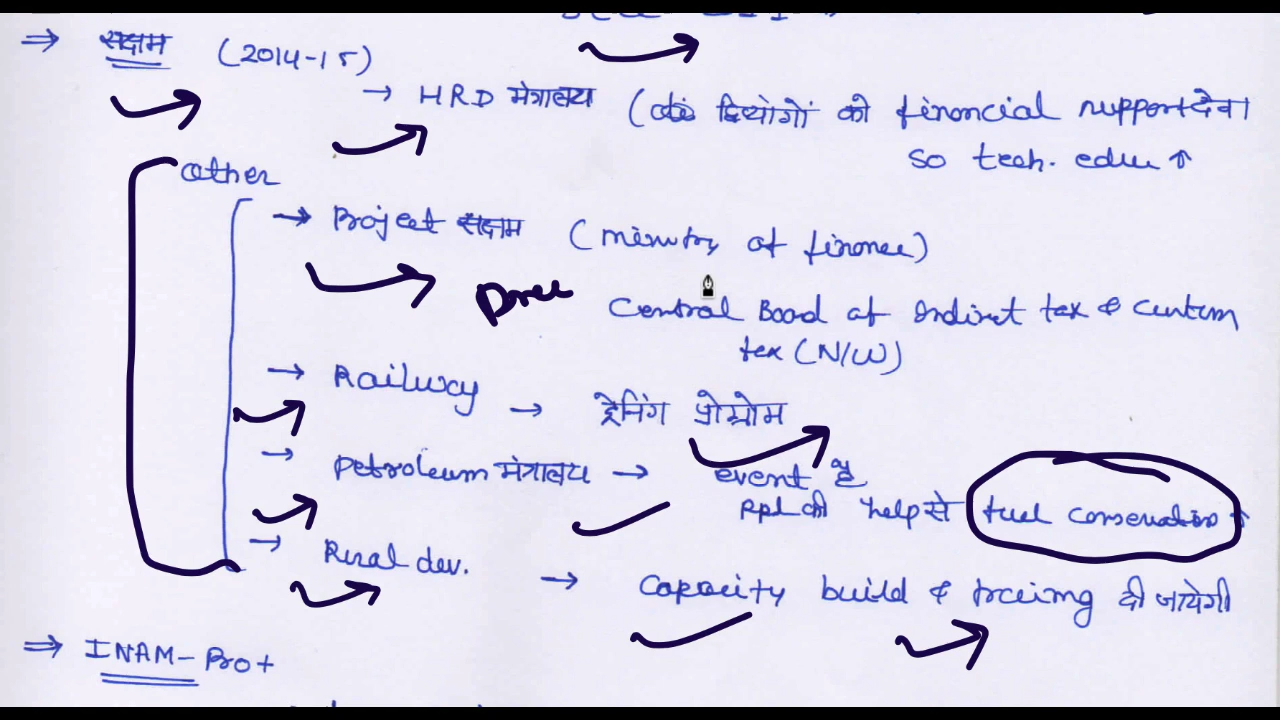 ⇒ सक्षम (2014-15)
→ HRD मंत्रालय ( दिव्यांगों को financial support देना
so tech. edu ↑
other
→ Project सक्षम (ministry of finance)
Central Board of Indirect tax & custom
tax (N/W)
→ Railway → ट्रेनिंग प्रोग्रोम
→ Petroleum मंत्रालय → event है
ppl की help से fuel conservation ↑
→ Rural dev. → Capacity build & traning दी जायेगी
⇒ INAM-Pro+